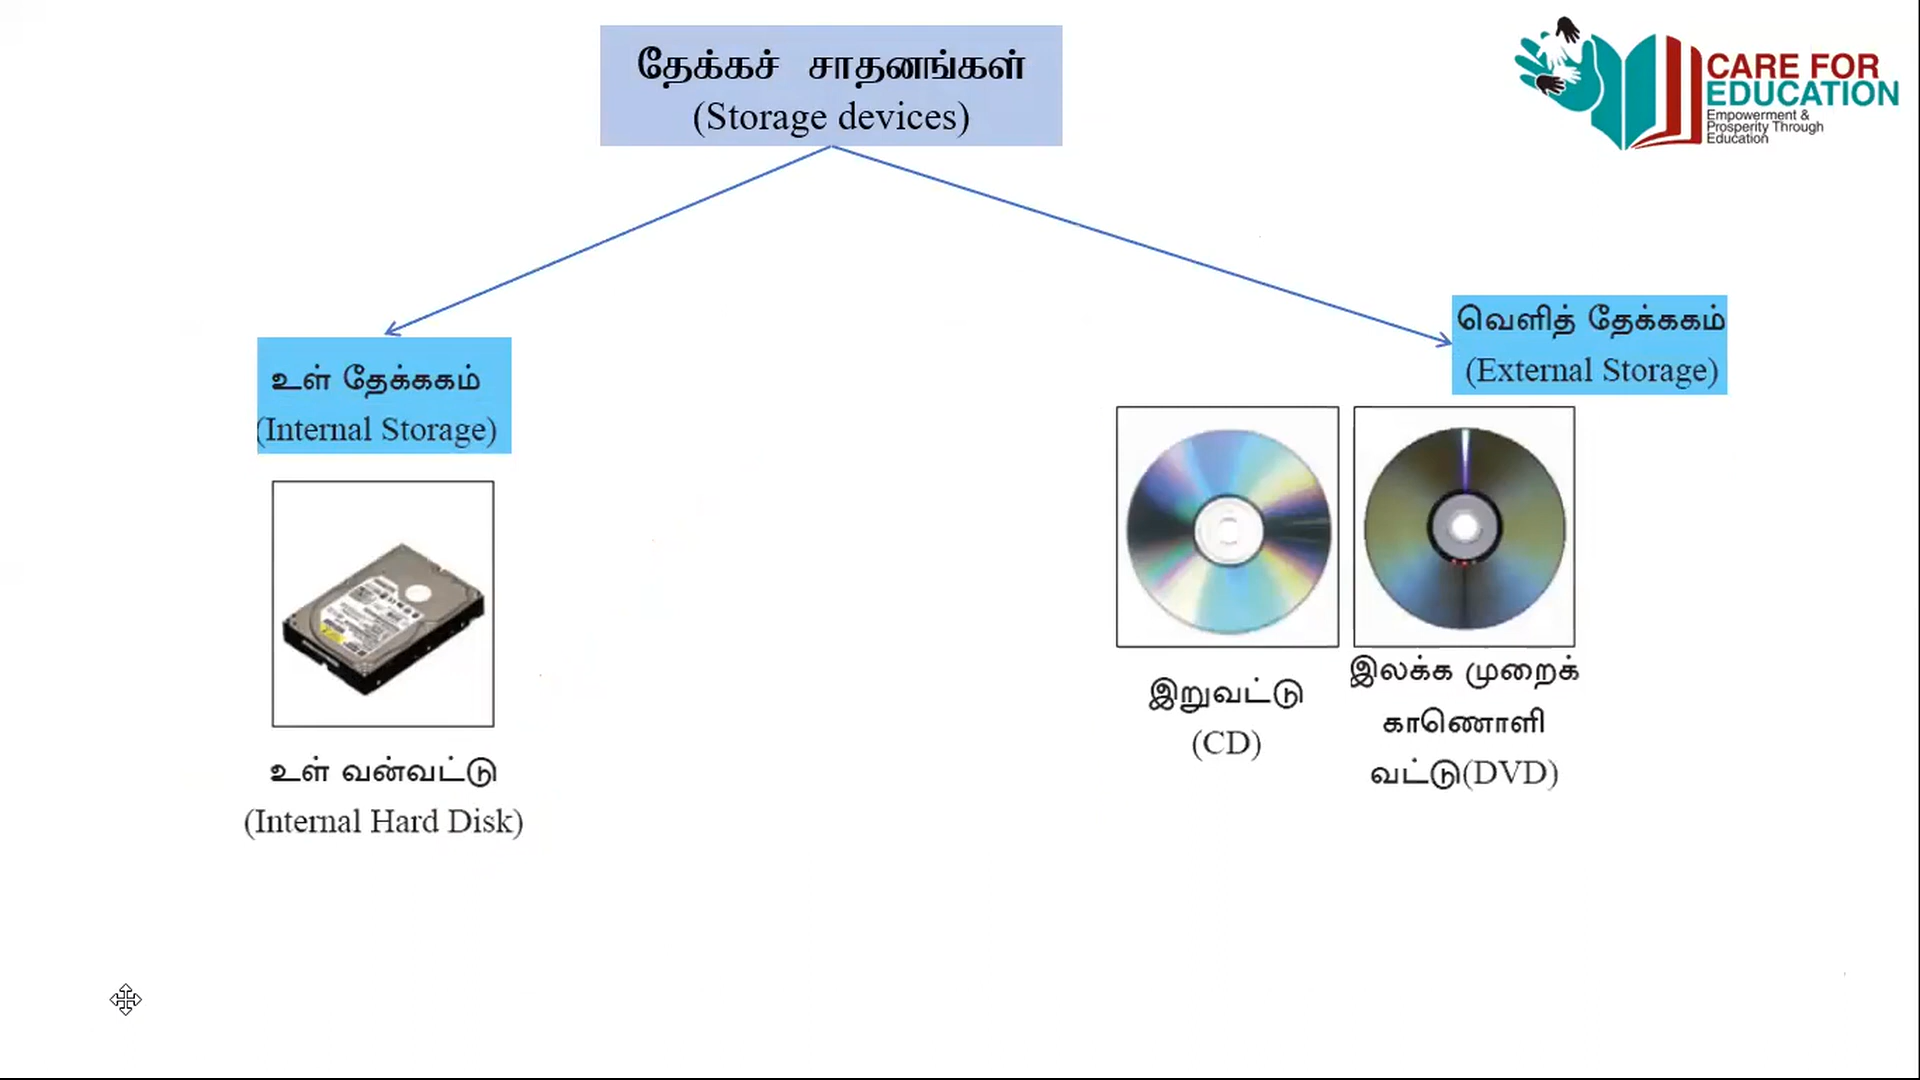 தேக்கச் சாதனங்கள்
(Storage devices)
CARE FOR
EDUCATION
Empowerment &
Prosperity Through
Education
உள் தேக்ககம்
(Internal Storage)
வெளித் தேக்ககம்
(External Storage)
உள் வன்வட்டு
(Internal Hard Disk)
இறுவட்டு
(CD)
இலக்க முறைக்
காணொளி
வட்டு(DVD)